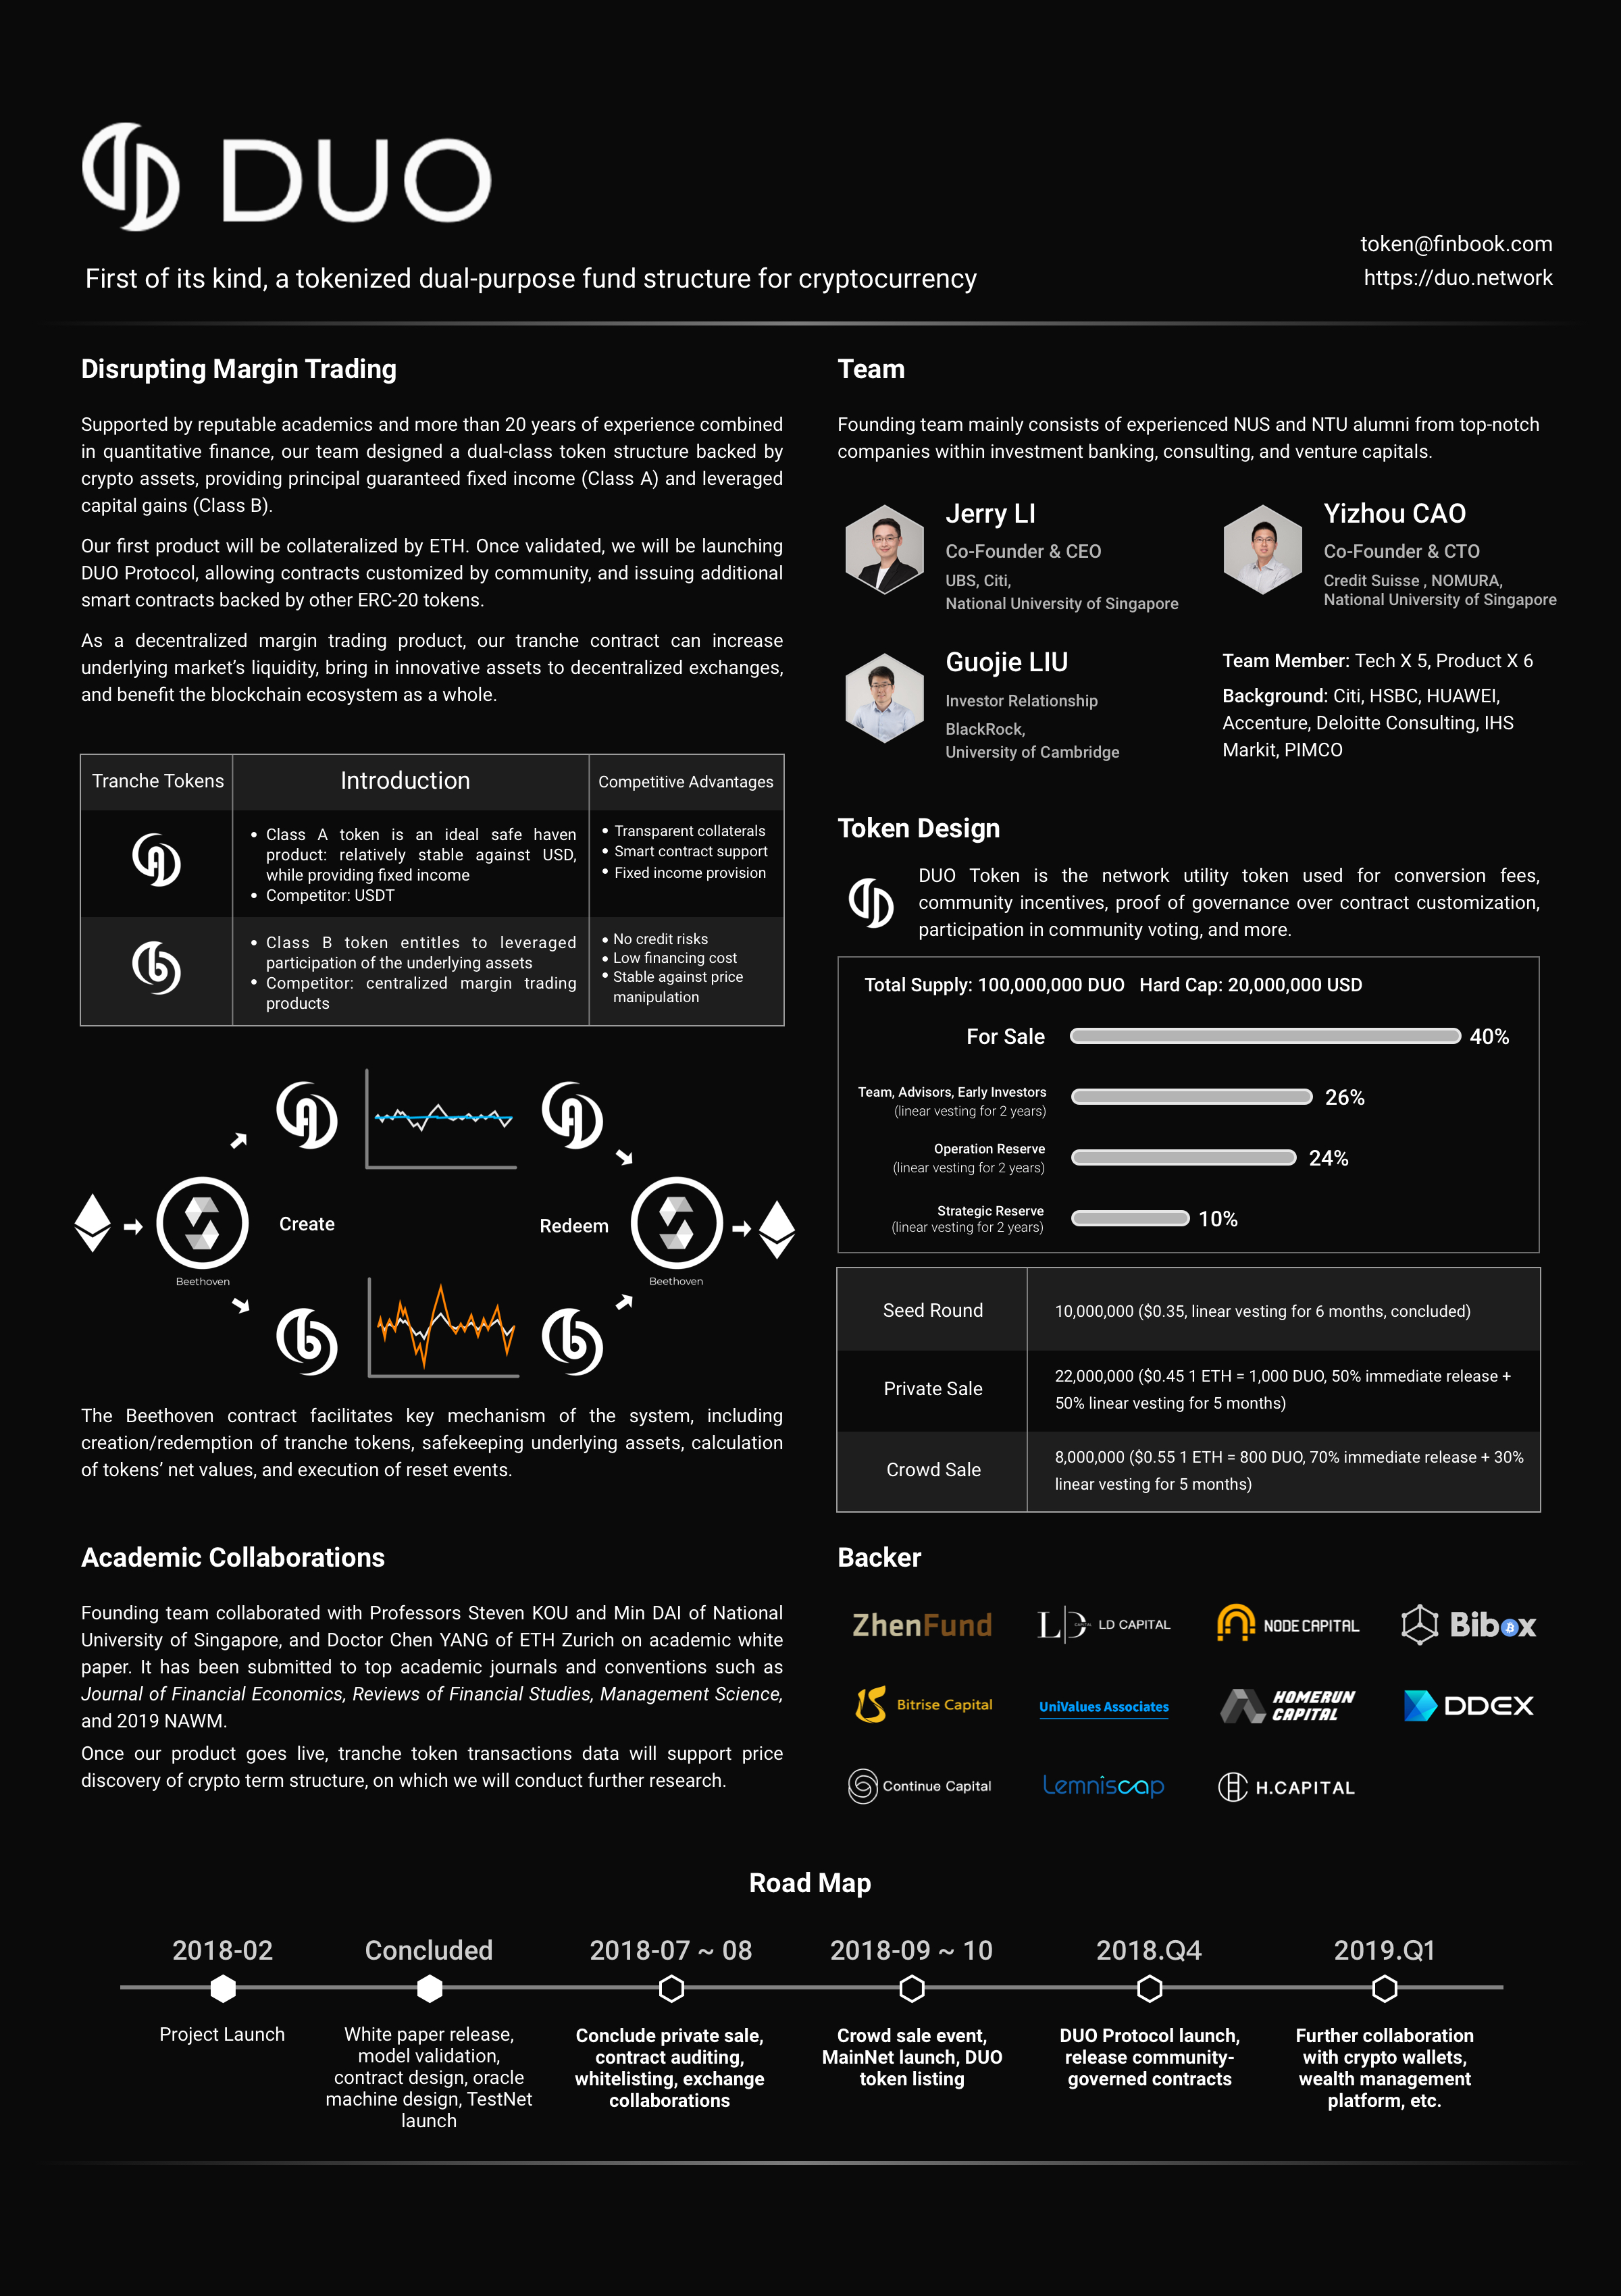 DUO
First of its kind, a tokenized dual-purpose fund structure for cryptocurrency
token@finbook.com
https://duo.network
Disrupting Margin Trading
Supported by reputable academics and more than 20 years of experience combined
in quantitative finance, our team designed a dual-class token structure backed by
crypto assets, providing principal guaranteed fixed income (Class A) and leveraged
capital gains (Class B).
Our first product will be collateralized by ETH. Once validated, we will be launching
DUO Protocol, allowing contracts customized by community, and issuing additional
smart contracts backed by other ERC-20 tokens.
As a decentralized margin trading product, our tranche contract can increase
underlying market’s liquidity, bring in innovative assets to decentralized exchanges,
and benefit the blockchain ecosystem as a whole.
Tranche Tokens
Introduction
Competitive Advantages
• Class A token is an ideal safe haven
product: relatively stable against USD,
while providing fixed income
• Competitor: USDT
• Transparent collaterals
• Smart contract support
• Fixed income provision
• Class B token entitles to leveraged
participation of the underlying assets
• Competitor: centralized margin trading
products
• No credit risks
• Low financing cost
• Stable against price
manipulation
Create
Redeem
Beethoven
Beethoven
The Beethoven contract facilitates key mechanism of the system, including
creation/redemption of tranche tokens, safekeeping underlying assets, calculation
of tokens’ net values, and execution of reset events.
Academic Collaborations
Founding team collaborated with Professors Steven KOU and Min DAI of National
University of Singapore, and Doctor Chen YANG of ETH Zurich on academic white
paper. It has been submitted to top academic journals and conventions such as
Journal of Financial Economics, Reviews of Financial Studies, Management Science,
and 2019 NAWM.
Once our product goes live, tranche token transactions data will support price
discovery of crypto term structure, on which we will conduct further research.
Team
Founding team mainly consists of experienced NUS and NTU alumni from top-notch
companies within investment banking, consulting, and venture capitals.
Jerry LI
Co-Founder & CEO
UBS, Citi,
National University of Singapore
Yizhou CAO
Co-Founder & CTO
Credit Suisse , NOMURA,
National University of Singapore
Guojie LIU
Investor Relationship
BlackRock,
University of Cambridge
Team Member: Tech X 5, Product X 6
Background: Citi, HSBC, HUAWEI,
Accenture, Deloitte Consulting, IHS
Markit, PIMCO
Token Design
DUO Token is the network utility token used for conversion fees,
community incentives, proof of governance over contract customization,
participation in community voting, and more.
Total Supply: 100,000,000 DUO Hard Cap: 20,000,000 USD
For Sale 40%
Team, Advisors, Early Investors
(linear vesting for 2 years)
26%
Operation Reserve
(linear vesting for 2 years)
24%
Strategic Reserve
(linear vesting for 2 years)
10%
Seed Round
10,000,000 ($0.35, linear vesting for 6 months, concluded)
Private Sale
22,000,000 ($0.45 1 ETH = 1,000 DUO, 50% immediate release +
50% linear vesting for 5 months)
Crowd Sale
8,000,000 ($0.55 1 ETH = 800 DUO, 70% immediate release + 30%
linear vesting for 5 months)
Backer
ZhenFund
LD CAPITAL
NODE CAPITAL
Bibox
Bitrise Capital
UniValues Associates
HOMERUN
CAPITAL
DDEX
Continue Capital
Lemniscap
H.CAPITAL
Road Map
2018-02
Project Launch
Concluded
White paper release,
model validation,
contract design, oracle
machine design, TestNet
launch
2018-07 ~ 08
Conclude private sale,
contract auditing,
whitelisting, exchange
collaborations
2018-09 ~ 10
Crowd sale event,
MainNet launch, DUO
token listing
2018.Q4
DUO Protocol launch,
release community-
governed contracts
2019.Q1
Further collaboration
with crypto wallets,
wealth management
platform, etc.